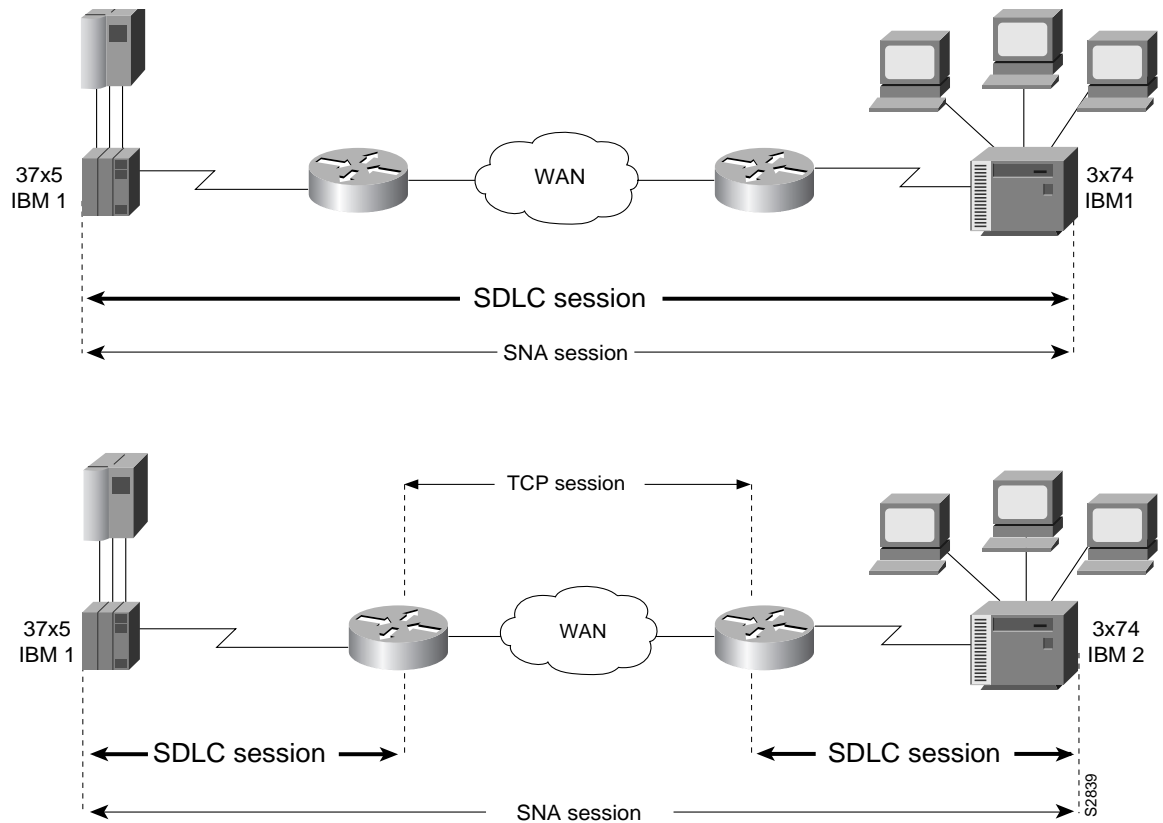 WAN
37x5
IBM 1
3x74
IBM1
SDLC session
SNA session
TCP session
WAN
37x5
IBM 1
3x74
IBM 2
SDLC session
SDLC session
SNA session
S2839